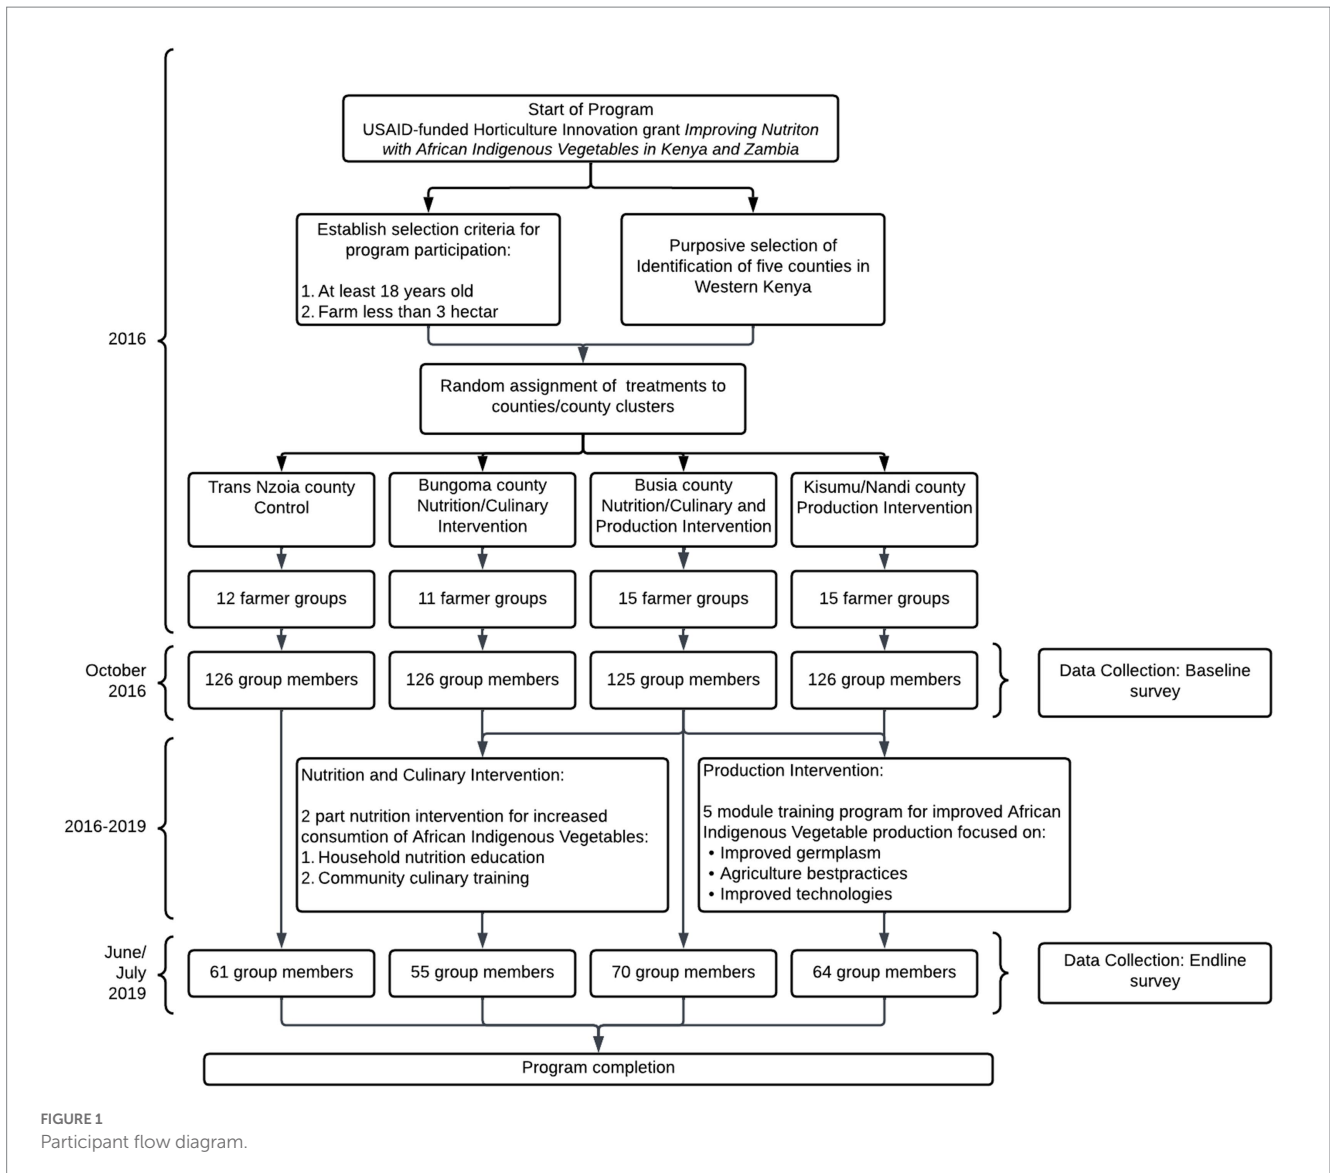 Start of Program
USAID-funded Horticulture Innovation grant Improving Nutriton
with African Indigenous Vegetables in Kenya and Zambia
Establish selection criteria for
program participation:
1. At least 18 years old
2. Farm less than 3 hectar
Purposive selection of
Identification of five counties in
Western Kenya
2016
Random assignment of treatments to
counties/county clusters
Trans Nzoia county
Control
Bungoma county
Nutrition/Culinary
Intervention
Busia county
Nutrition/Culinary and
Production Intervention
Kisumu/Nandi county
Production Intervention
12 farmer groups
11 farmer groups
15 farmer groups
15 farmer groups
October
2016
126 group members
126 group members
125 group members
126 group members
Data Collection: Baseline
survey
2016-2019
Nutrition and Culinary Intervention:
2 part nutrition intervention for increased
consumtion of African Indigenous Vegetables:
1. Household nutrition education
2. Community culinary training
Production Intervention:
5 module training program for improved African
Indigenous Vegetable production focused on:
• Improved germplasm
• Agriculture bestpractices
• Improved technologies
June/
July
2019
61 group members
55 group members
70 group members
64 group members
Data Collection: Endline
survey
Program completion
FIGURE 1
Participant flow diagram.